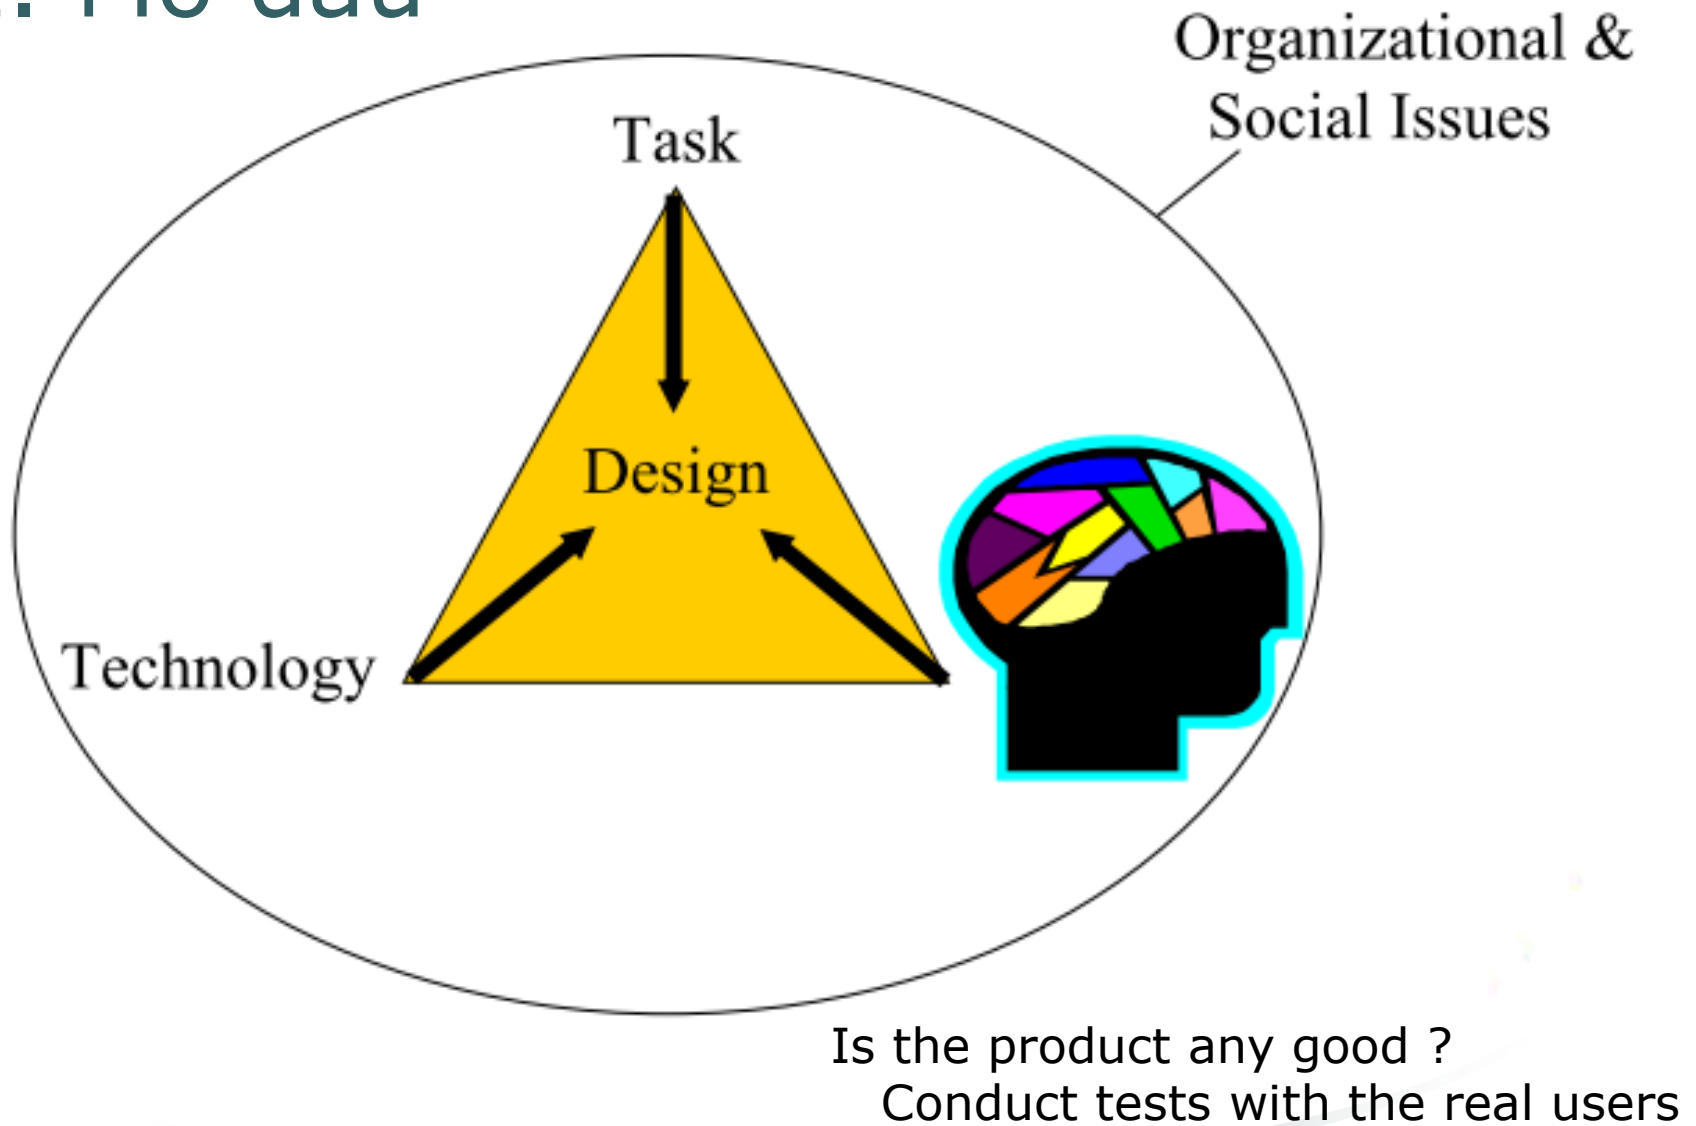 Organizational &
Social Issues
Task
Design
Technology
Is the product any good ?
Conduct tests with the real users